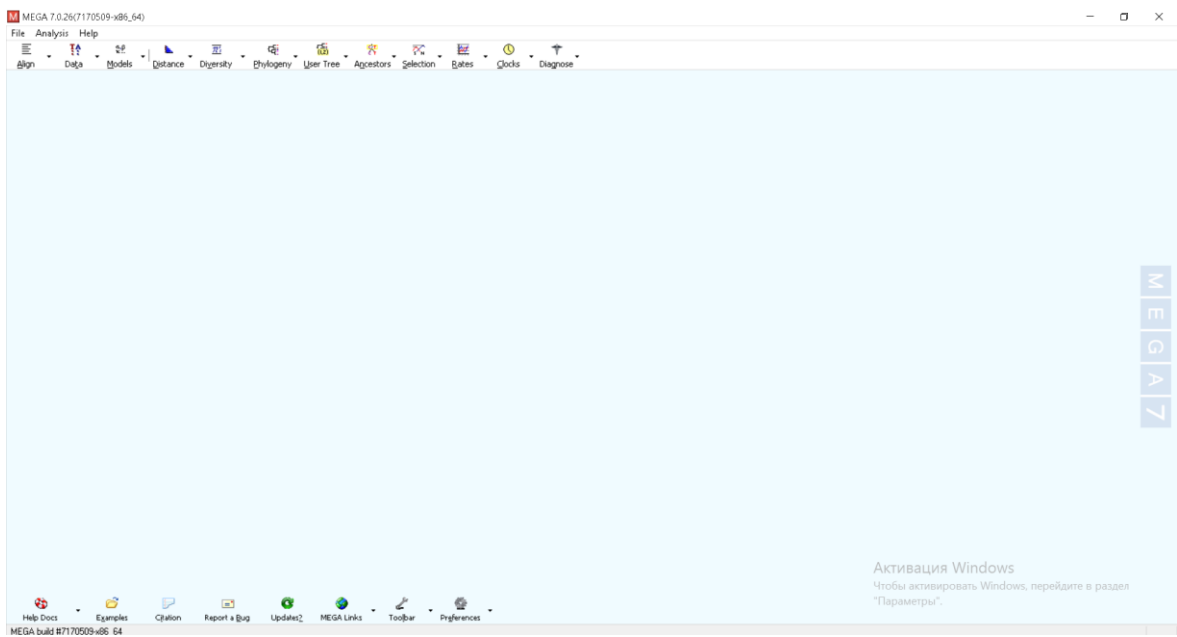 M MEGA 7.0.26(7170509-x86_64)
File Analysis Help
Align Data Models Distance Diversity Phylogeny User Tree Ancestors Selection Rates Clocks Diagnose
M
E
G
A
7
Активация Windows
Чтобы активировать Windows, перейдите в раздел
"Параметры".
Help Docs Examples Citation Report a Bug Updates? MEGA Links Toolbar Preferences
MEGA build #7170509-x86_64